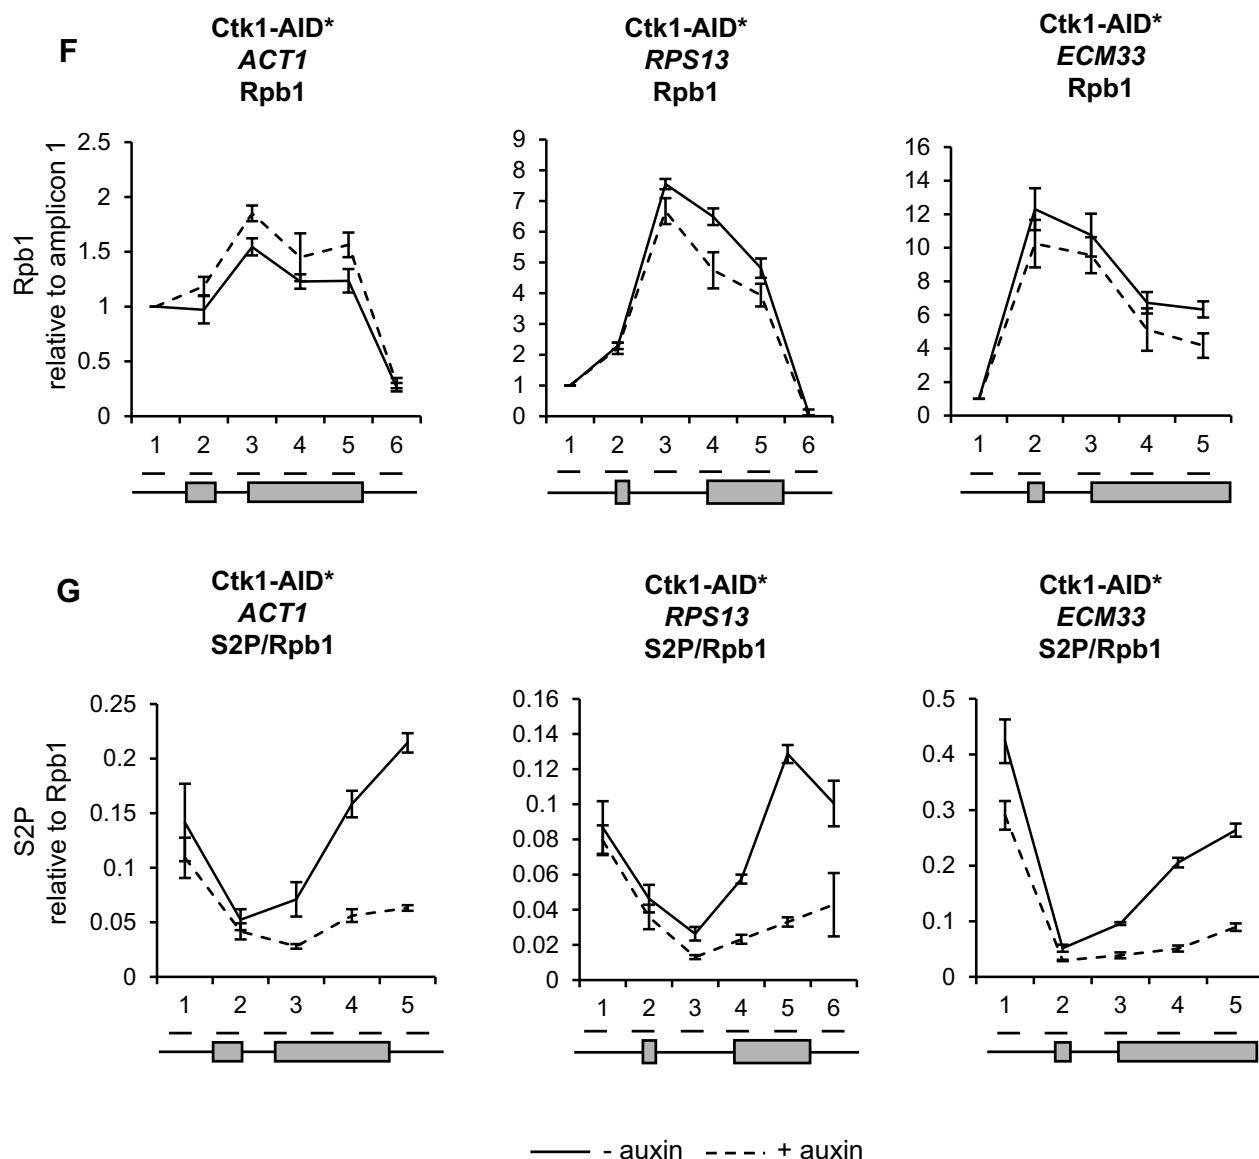 F
Ctk1-AID*
ACT1
Rpb1
Rpb1
relative to amplicon 1
2.5
2
1.5
1
0.5
0
1 2 3 4 5 6
Ctk1-AID*
RPS13
Rpb1
9
8
7
6
5
4
3
2
1
0
1 2 3 4 5 6
Ctk1-AID*
ECM33
Rpb1
16
14
12
10
8
6
4
2
0
1 2 3 4 5
G
Ctk1-AID*
ACT1
S2P/Rpb1
S2P
relative to Rpb1
0.25
0.2
0.15
0.1
0.05
0
1 2 3 4 5
Ctk1-AID*
RPS13
S2P/Rpb1
0.16
0.14
0.12
0.1
0.08
0.06
0.04
0.02
0
1 2 3 4 5 6
Ctk1-AID*
ECM33
S2P/Rpb1
0.5
0.4
0.3
0.2
0.1
0
1 2 3 4 5
- auxin + auxin